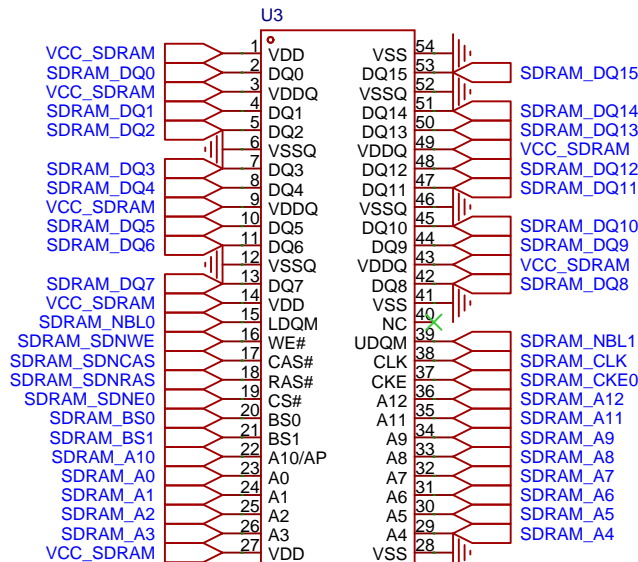 U3
VCC_SDRAM 1 VDD VSS 54
SDRAM_DQ0 2 DQ0 DQ15 53 SDRAM_DQ15
VCC_SDRAM 3 VDDQ VSSQ 52
SDRAM_DQ1 4 DQ1 DQ14 51 SDRAM_DQ14
SDRAM_DQ2 5 DQ2 DQ13 50 SDRAM_DQ13
6 VSSQ VDDQ 49 VCC_SDRAM
SDRAM_DQ3 7 DQ3 DQ12 48 SDRAM_DQ12
SDRAM_DQ4 8 DQ4 DQ11 47 SDRAM_DQ11
VCC_SDRAM 9 VDDQ VSSQ 46
SDRAM_DQ5 10 DQ5 DQ10 45 SDRAM_DQ10
SDRAM_DQ6 11 DQ6 DQ9 44 SDRAM_DQ9
12 VSSQ VDDQ 43 VCC_SDRAM
SDRAM_DQ7 13 DQ7 DQ8 42 SDRAM_DQ8
VCC_SDRAM 14 VDD VSS 41
SDRAM_NBL0 15 LDQM NC 40
SDRAM_SDNWE 16 WE# UDQM 39 SDRAM_NBL1
SDRAM_SDNCAS 17 CAS# CLK 38 SDRAM_CLK
SDRAM_SDNRAS 18 RAS# CKE 37 SDRAM_CKE0
SDRAM_SDNE0 19 CS# A12 36 SDRAM_A12
SDRAM_BS0 20 BS0 A11 35 SDRAM_A11
SDRAM_BS1 21 BS1 A9 34 SDRAM_A9
SDRAM_A10 22 A10/AP A8 33 SDRAM_A8
SDRAM_A0 23 A0 A7 32 SDRAM_A7
SDRAM_A1 24 A1 A6 31 SDRAM_A6
SDRAM_A2 25 A2 A5 30 SDRAM_A5
SDRAM_A3 26 A3 A4 29 SDRAM_A4
VCC_SDRAM 27 VDD VSS 28